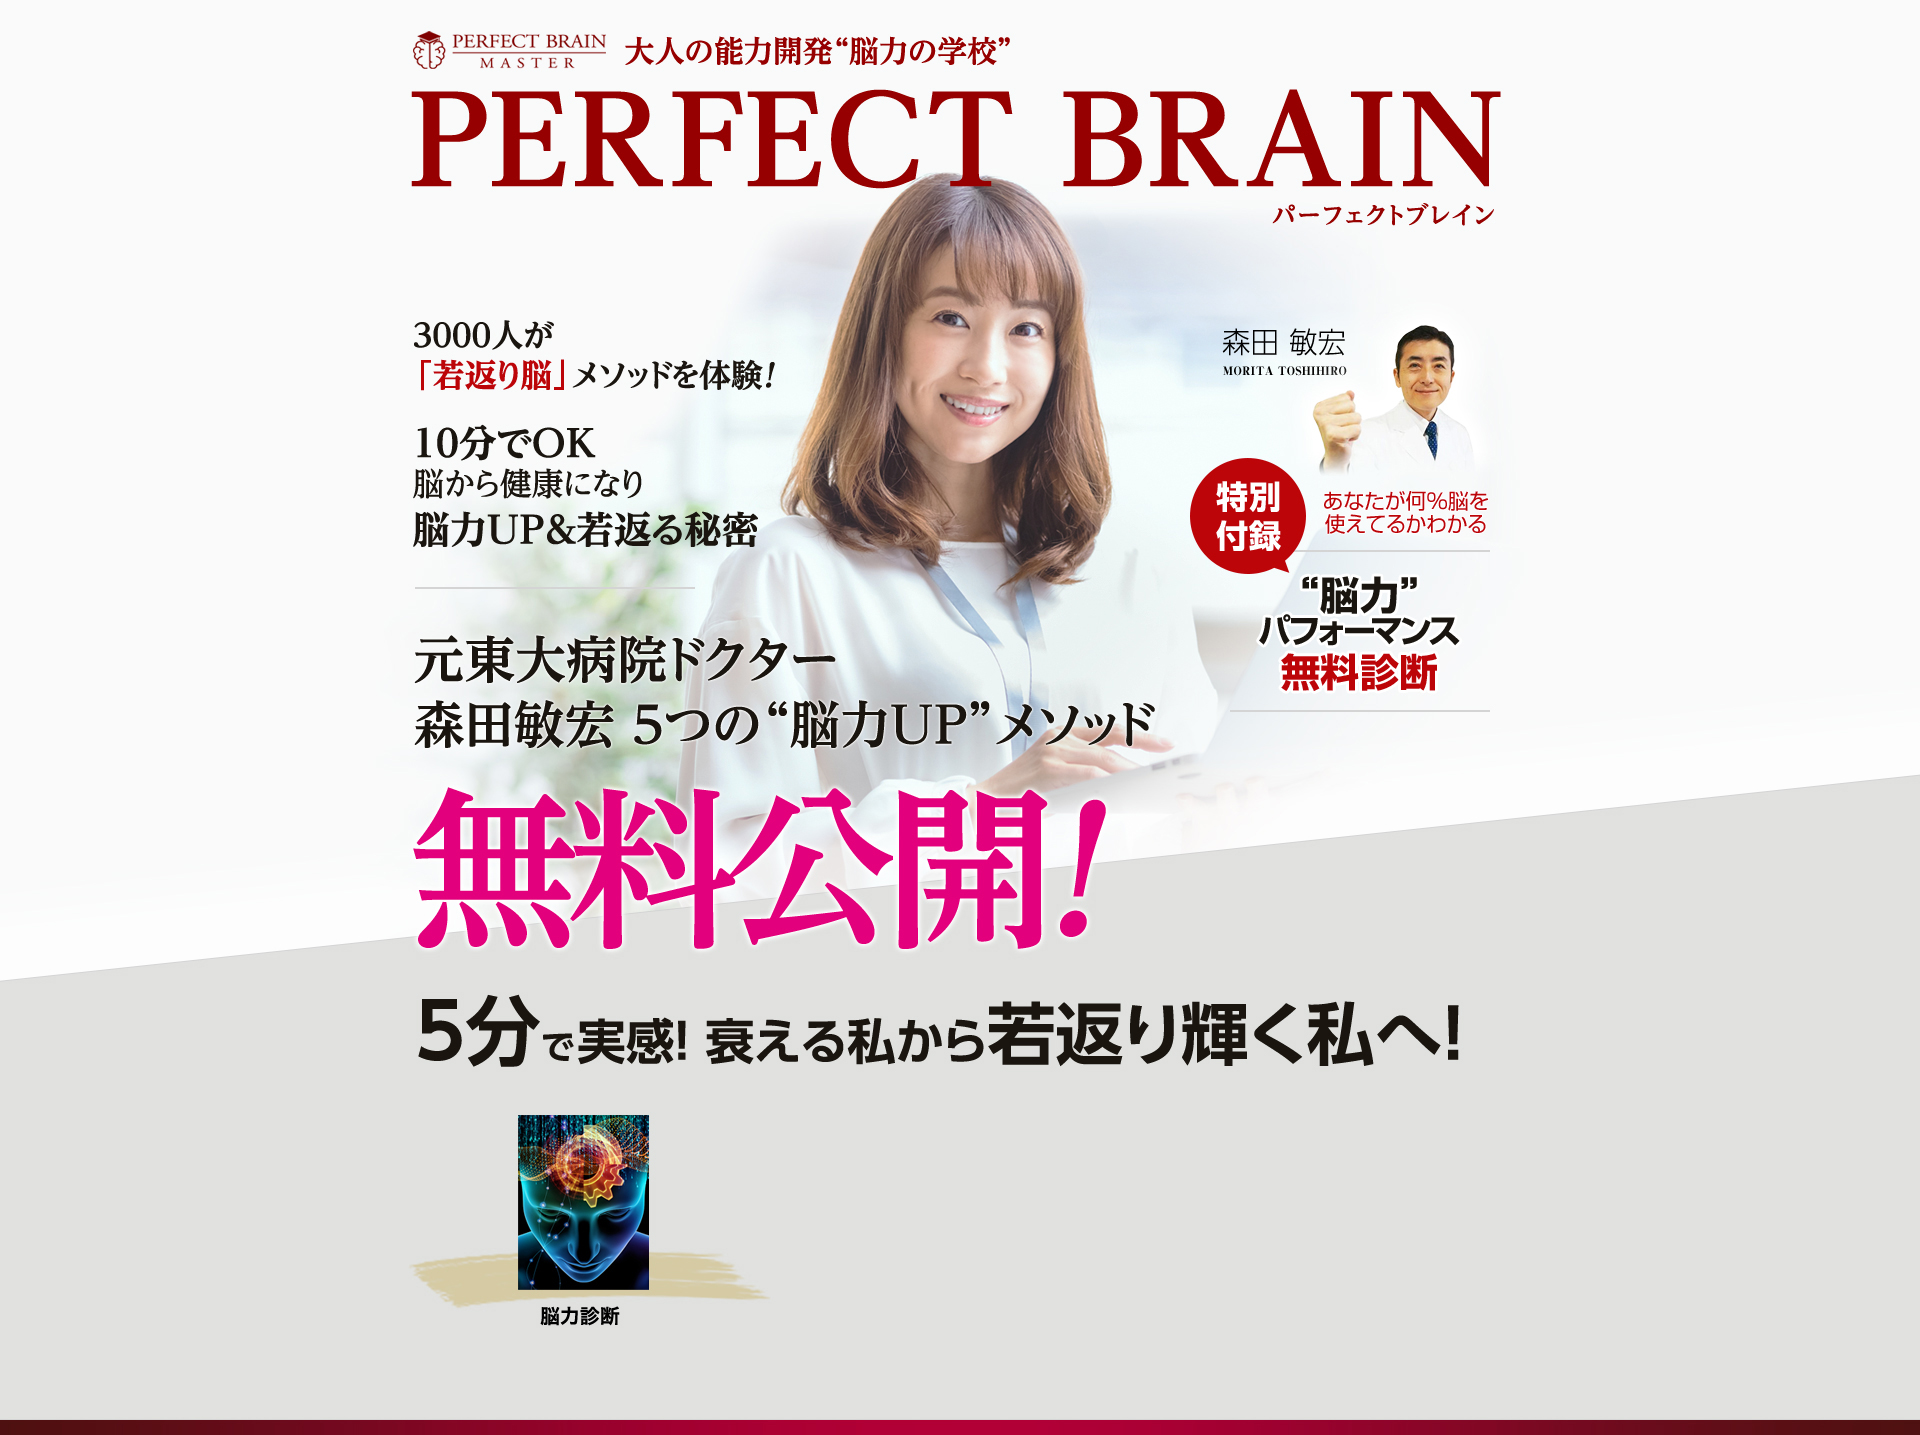 PERFECT BRAIN
MASTER
大人の能力開発“脳力の学校”
PERFECT BRAIN
パーフェクトブレイン
3000人が
「若返り脳」メソッドを体験!
10分でOK
脳から健康になり
脳力UP&若返る秘密
森田 敏宏
MORITA TOSHIHIRO
特別
付録
あなたが何%脳を
使えてるかわかる
“脳力”
パフォーマンス
無料診断
元東大病院ドクター
森田敏宏 5つの“脳力UP”メソッド
無料公開!
5分で実感! 衰える私から若返り輝く私へ!
脳力診断